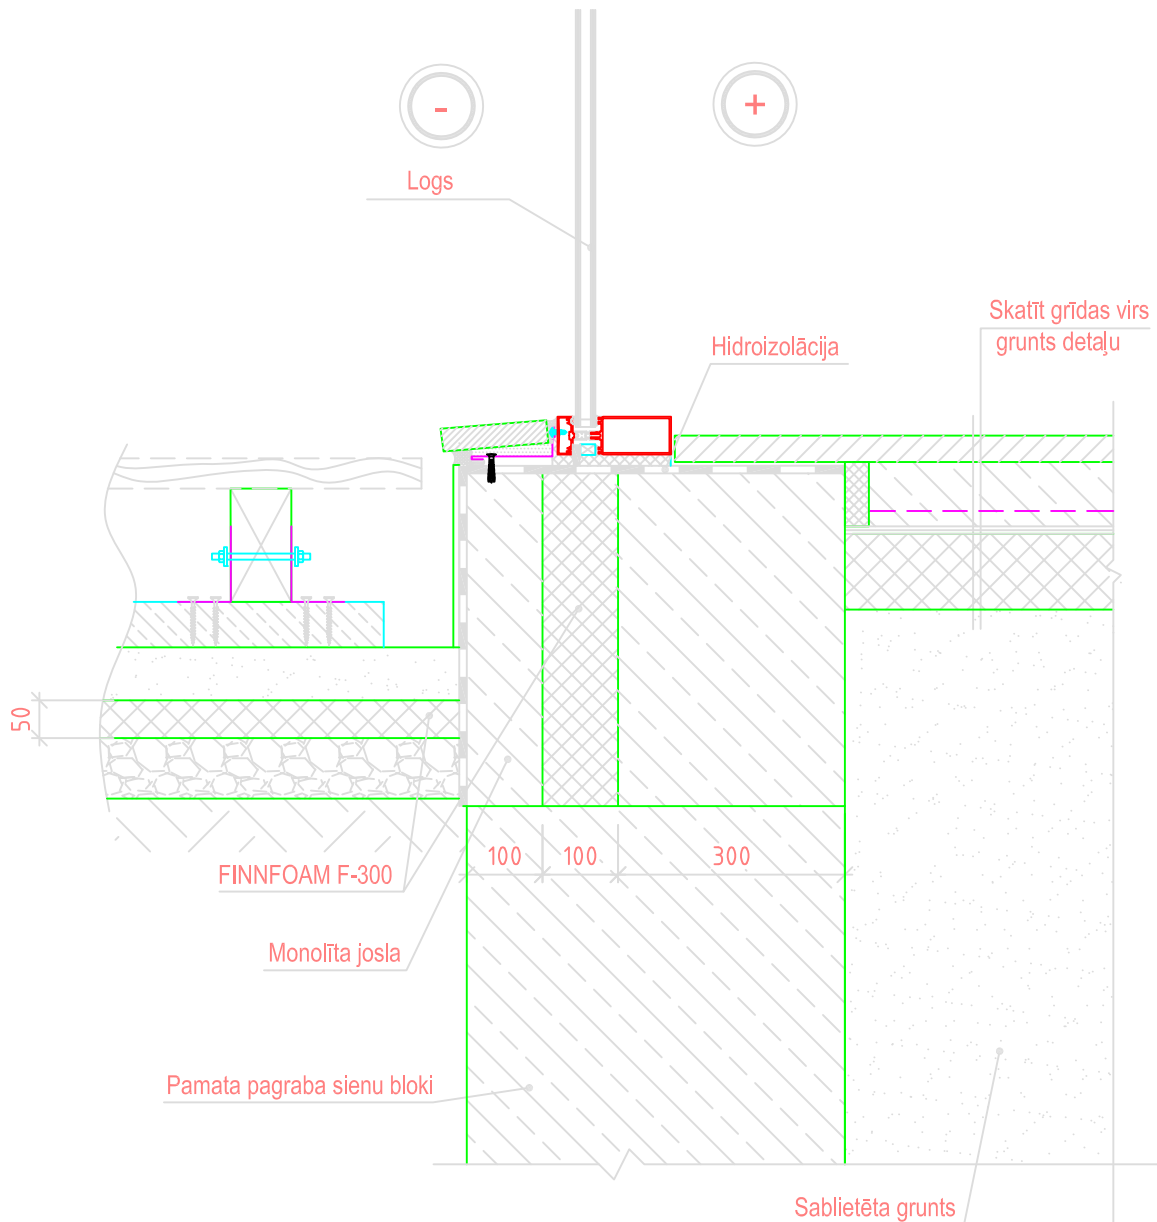 -
+
Logs
Skatīt grīdas virs
grunts detaļu
Hidroizolācija
50
100
100
300
FINNFOAM F-300
Monolīta josla
Pamata pagraba sienu bloki
Sablietēta grunts